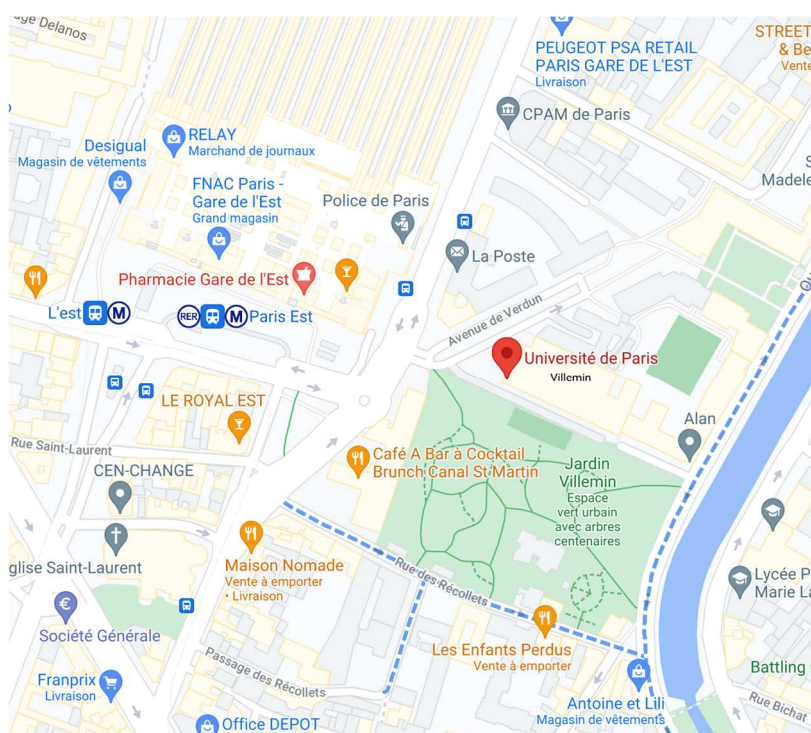 STREET
& Be
Vente
PEUGEOT PSA RETAIL
PARIS GARE DE L'EST
Livraison
CPAM de Paris
RELAY
Marchand de journaux
Desigual
Magasin de vêtements
FNAC Paris -
Gare de l'Est
Grand magasin
Police de Paris
Madele
La Poste
Pharmacie Gare de l'Est
L'est
M
RER
M
Paris Est
Avenue de Verdun
Université de Paris
Villemin
LE ROYAL EST
Alan
Rue Saint-Laurent
CEN-CHANGE
Café A Bar à Cocktail
Brunch Canal St Martin
Jardin
Villemin
Espace
vert urbain
avec arbres
centenaires
glise Saint-Laurent
Maison Nomade
Vente à emporter
• Livraison
Rue des Récollets
Lycée P
Marie La
€
Société Générale
Les Enfants Perdus
Vente à emporter
Passage des Récollets
Battling
Franprix
Livraison
Antoine et Lili
Magasin de vêtements
Rue Bichat
Office DEPOT